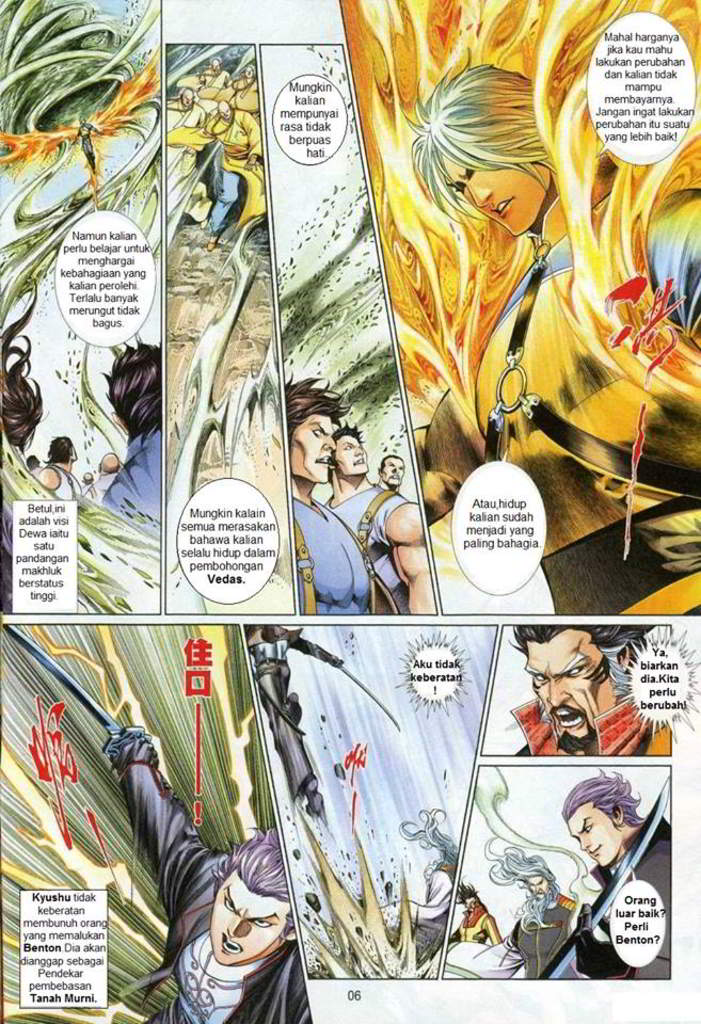 Namun kalian
perlu belajar untuk
menghargai
kebahagiaan yang
kalian perolehi.
Terlalu banyak
merungut tidak
bagus.
Betul,ini
adalah visi
Dewa iaitu
satu
pandangan
makhluk
berstatus
tinggi.
Mungkin kalain
semua merasakan
bahawa kalian
selalu hidup dalam
pembohongan
Vedas.
Mungkin
kalian
mempunyai
rasa tidak
berpuas
hati.
Mahal harganya
jika kau mahu
lakukan perubahan
dan kalian tidak
mampu
membayarnya.
Jangan ingat lakukan
perubahan itu suatu
yang lebih baik!
Atau,hidup
kalian sudah
menjadi yang
paling bahagia.
住
口
！
Kyushu tidak
keberatan
membunuh orang
yang memalukan
Benton.Dia akan
dianggap sebagai
Pendekar
pembebasan
Tanah Murni.
Aku tidak
keberatan
!
Ya,
biarkan
dia.Kita
perlu
berubah!
Orang
luar baik?
Perli
Benton?
06